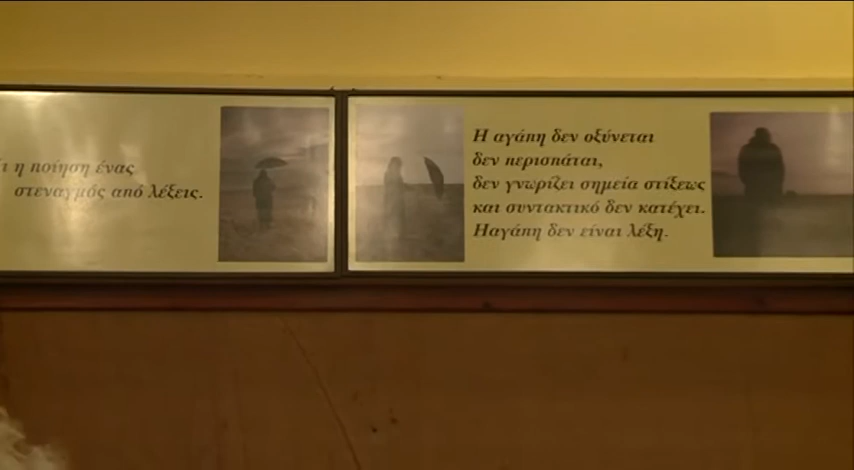 ι η ποίηση ένας
στεναγμός από λέξεις.
Η αγάπη δεν οξύνεται
δεν περισπάται,
δεν γνωρίζει σημεία στίξεως
και συντακτικό δεν κατέχει.
Ηαγάπη δεν είναι λέξη.